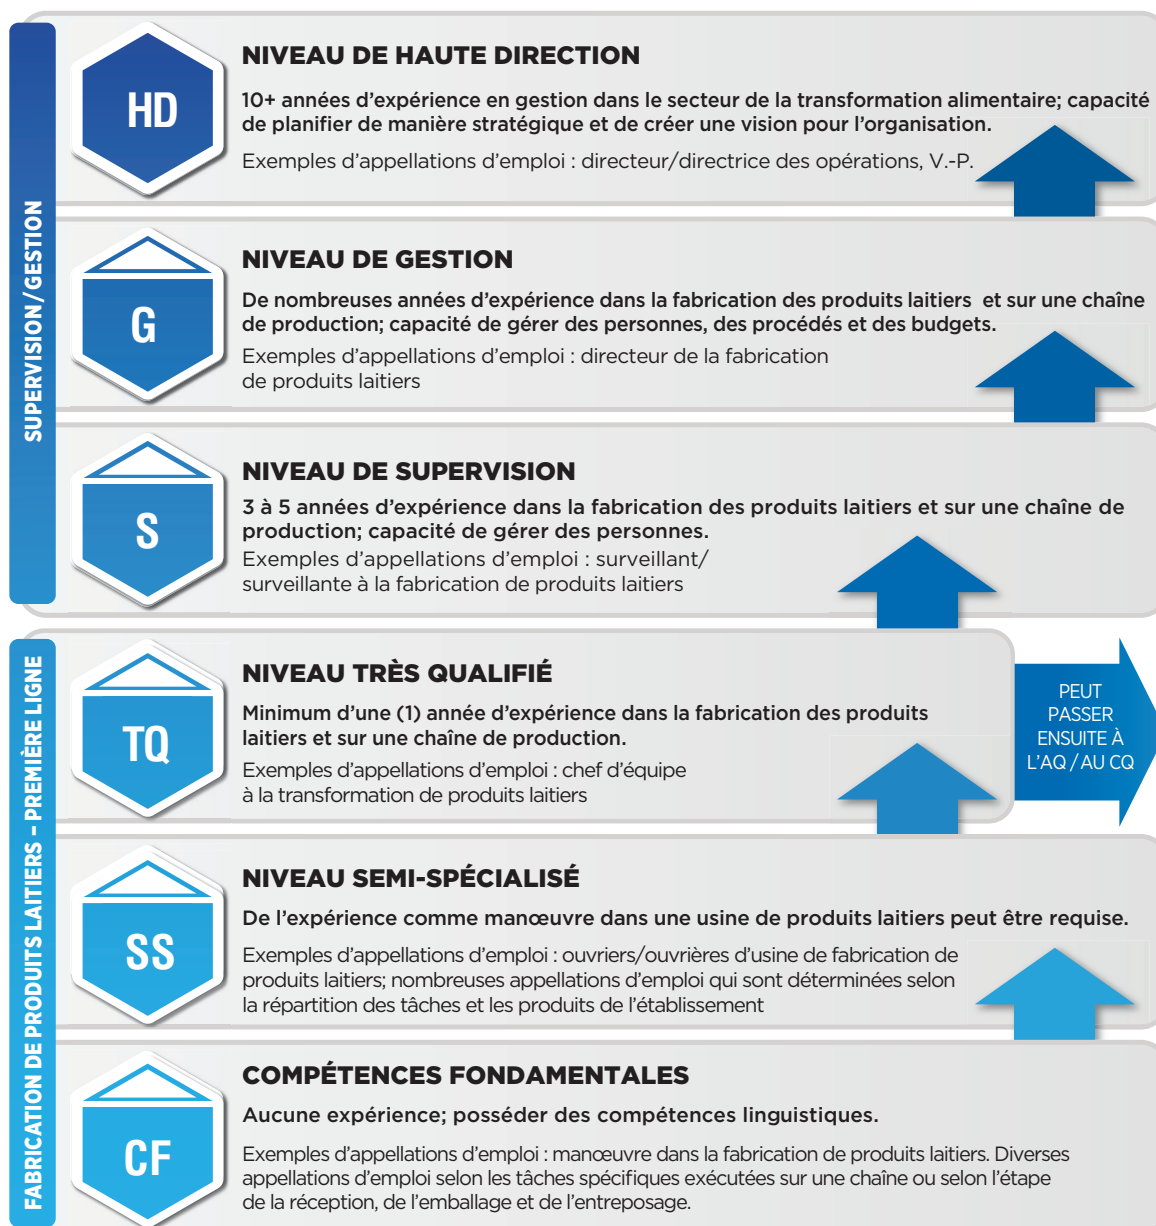 SUPERVISION/GESTION
HD
NIVEAU DE HAUTE DIRECTION
10+ années d’expérience en gestion dans le secteur de la transformation alimentaire; capacité
de planifier de manière stratégique et de créer une vision pour l’organisation.
Exemples d’appellations d’emploi : directeur/directrice des opérations, V.-P.
G
NIVEAU DE GESTION
De nombreuses années d’expérience dans la fabrication des produits laitiers et sur une chaîne
de production; capacité de gérer des personnes, des procédés et des budgets.
Exemples d’appellations d’emploi : directeur de la fabrication
de produits laitiers
S
NIVEAU DE SUPERVISION
3 à 5 années d’expérience dans la fabrication des produits laitiers et sur une chaîne de
production; capacité de gérer des personnes.
Exemples d’appellations d’emploi : surveillant/
surveillante à la fabrication de produits laitiers
FABRICATION DE PRODUITS LAITIERS – PREMIÈRE LIGNE
TQ
NIVEAU TRÈS QUALIFIÉ
Minimum d’une (1) année d’expérience dans la fabrication des produits
laitiers et sur une chaîne de production.
Exemples d’appellations d’emploi : chef d’équipe
à la transformation de produits laitiers
PEUT
PASSER
ENSUITE À
L’AQ / AU CQ
SS
NIVEAU SEMI-SPÉCIALISÉ
De l’expérience comme manœuvre dans une usine de produits laitiers peut être requise.
Exemples d’appellations d’emploi : ouvriers/ouvrières d’usine de fabrication de
produits laitiers; nombreuses appellations d’emploi qui sont déterminées selon
la répartition des tâches et les produits de l’établissement
CF
COMPÉTENCES FONDAMENTALES
Aucune expérience; posséder des compétences linguistiques.
Exemples d’appellations d’emploi : manœuvre dans la fabrication de produits laitiers. Diverses
appellations d’emploi selon les tâches spécifiques exécutées sur une chaîne ou selon l’étape
de la réception, de l’emballage et de l’entreposage.